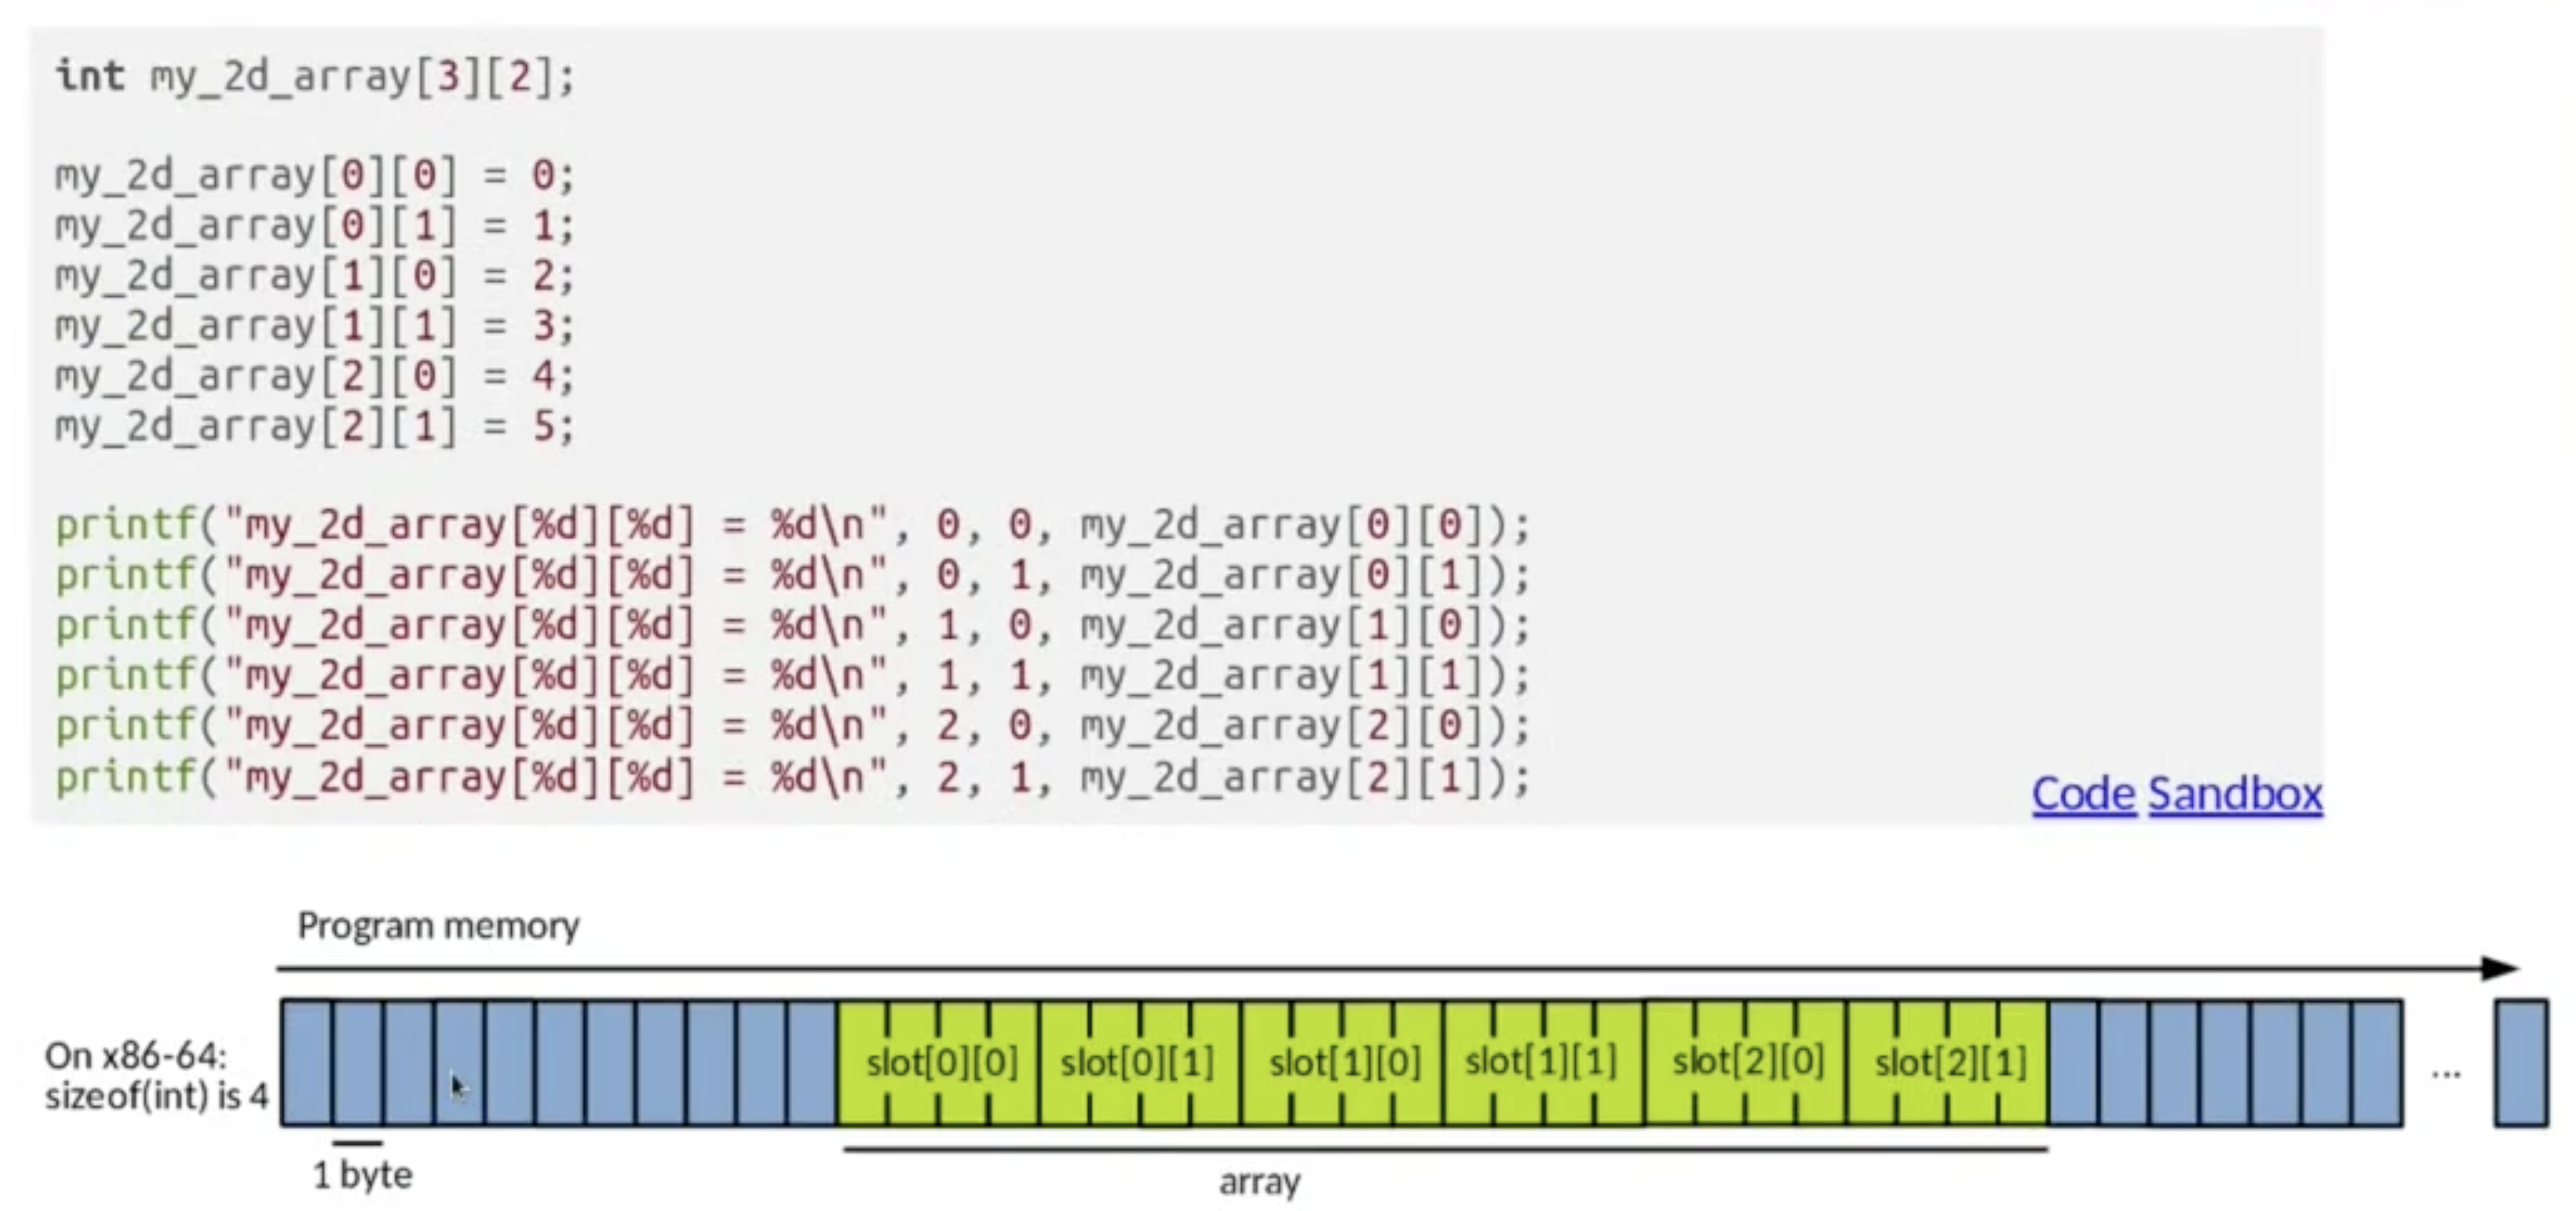 int my_2d_array[3][2];
my_2d_array[0][0] = 0;
my_2d_array[0][1] = 1;
my_2d_array[1][0] = 2;
my_2d_array[1][1] = 3;
my_2d_array[2][0] = 4;
my_2d_array[2][1] = 5;
printf("my_2d_array[%d][%d] = %d\n", 0, 0, my_2d_array[0][0]);
printf("my_2d_array[%d][%d] = %d\n", 0, 1, my_2d_array[0][1]);
printf("my_2d_array[%d][%d] = %d\n", 1, 0, my_2d_array[1][0]);
printf("my_2d_array[%d][%d] = %d\n", 1, 1, my_2d_array[1][1]);
printf("my_2d_array[%d][%d] = %d\n", 2, 0, my_2d_array[2][0]);
printf("my_2d_array[%d][%d] = %d\n", 2, 1, my_2d_array[2][1]);
Code Sandbox
Program memory
On x86-64:
sizeof(int) is 4
slot[0][0] slot[0][1] slot[1][0] slot[1][1] slot[2][0] slot[2][1] ...
1 byte
array